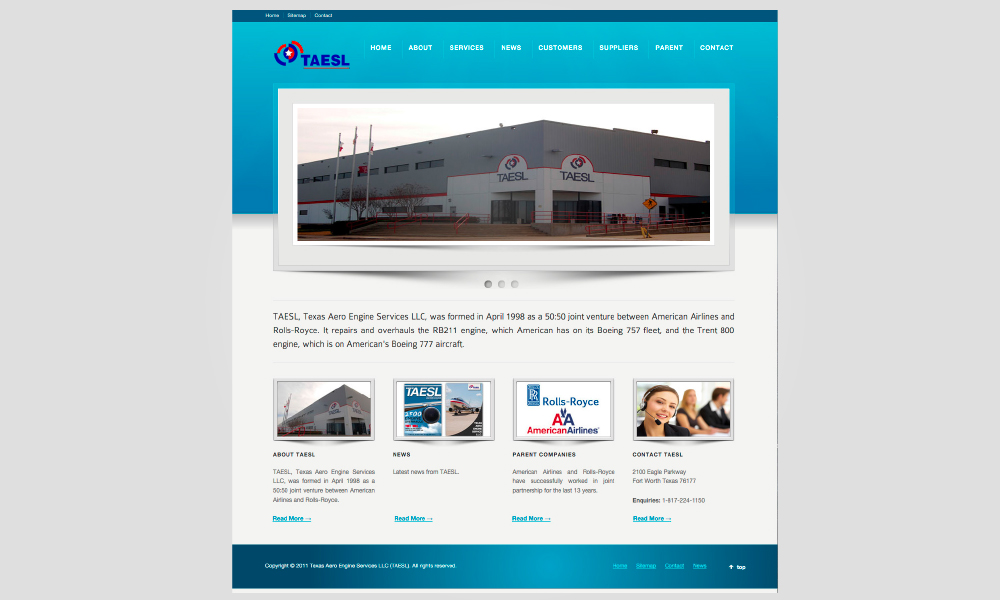 Home Sitemap Contact
TAESL
HOME ABOUT SERVICES NEWS CUSTOMERS SUPPLIERS PARENT CONTACT
TAESL TAESL
TAESL, Texas Aero Engine Services LLC, was formed in April 1998 as a 50:50 joint venture between American Airlines and
Rolls-Royce. It repairs and overhauls the RB211 engine, which American has on its Boeing 757 fleet, and the Trent 800
engine, which is on American's Boeing 777 aircraft.
TAESL
Rolls-Royce
AA
AmericanAirlines
ABOUT TAESL
TAESL, Texas Aero Engine Services
LLC, was formed in April 1998 as a
50:50 joint venture between American
Airlines and Rolls-Royce.
Read More →
NEWS
Latest news from TAESL.
Read More →
PARENT COMPANIES
American Airlines and Rolls-Royce
have successfully worked in joint
partnership for the last 13 years.
Read More →
CONTACT TAESL
2100 Eagle Parkway
Fort Worth Texas 76177
Enquiries: 1-817-224-1150
Read More →
Copyright © 2011 Texas Aero Engine Services LLC (TAESL). All rights reserved.
Home Sitemap Contact News
top